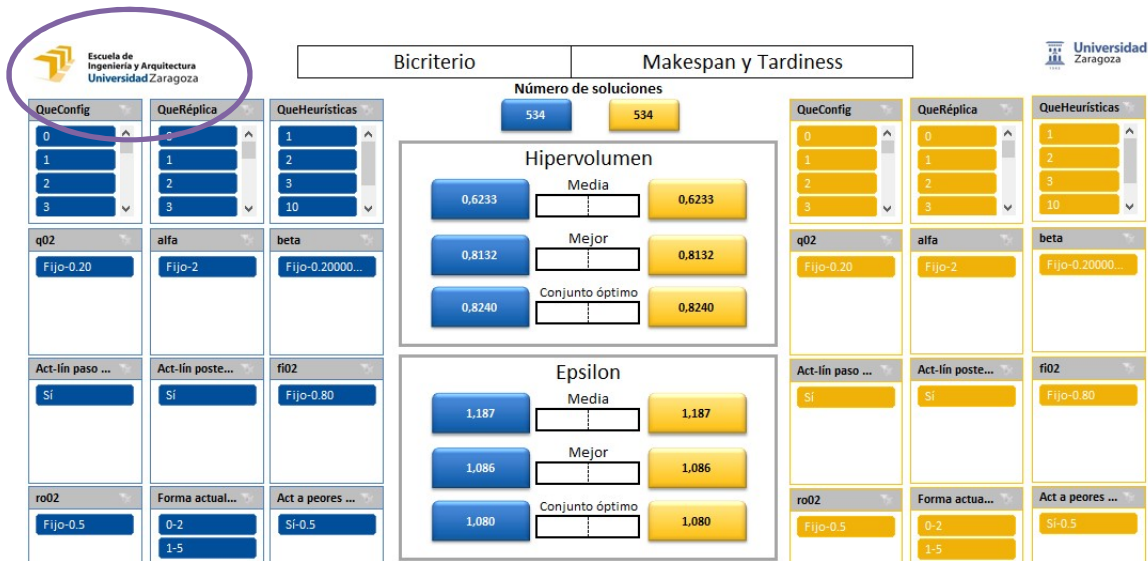 Escuela de
Ingeniería y Arquitectura
Universidad Zaragoza
Bicriterio
Makespan y Tardiness
Universidad
Zaragoza
Número de soluciones
534
534
QueConfig
0
1
2
3
QueRéplica
1
2
3
QueHeurísticas
1
2
3
10
q02
Fijo-0.20
alfa
Fijo-2
beta
Fijo-0.20000...
Act-lín paso ...
Sí
Act-lín poste...
Sí
fi02
Fijo-0.80
ro02
Fijo-0.5
Forma actual...
0-2
1-5
Act a peores ...
Sí-0.5
Hipervolumen
Media
0,6233
0,6233
Mejor
0,8132
0,8132
Conjunto óptimo
0,8240
0,8240
Epsilon
Media
1,187
1,187
Mejor
1,086
1,086
Conjunto óptimo
1,080
1,080
QueConfig
0
1
2
3
QueRéplica
0
1
2
3
QueHeurísticas
1
2
3
10
q02
Fijo-0.20
alfa
Fijo-2
beta
Fijo-0.20000...
Act-lín paso ...
Sí
Act-lín poste...
Sí
fi02
Fijo-0.80
ro02
Fijo-0.5
Forma actua...
0-2
1-5
Act a peores ...
Sí-0.5